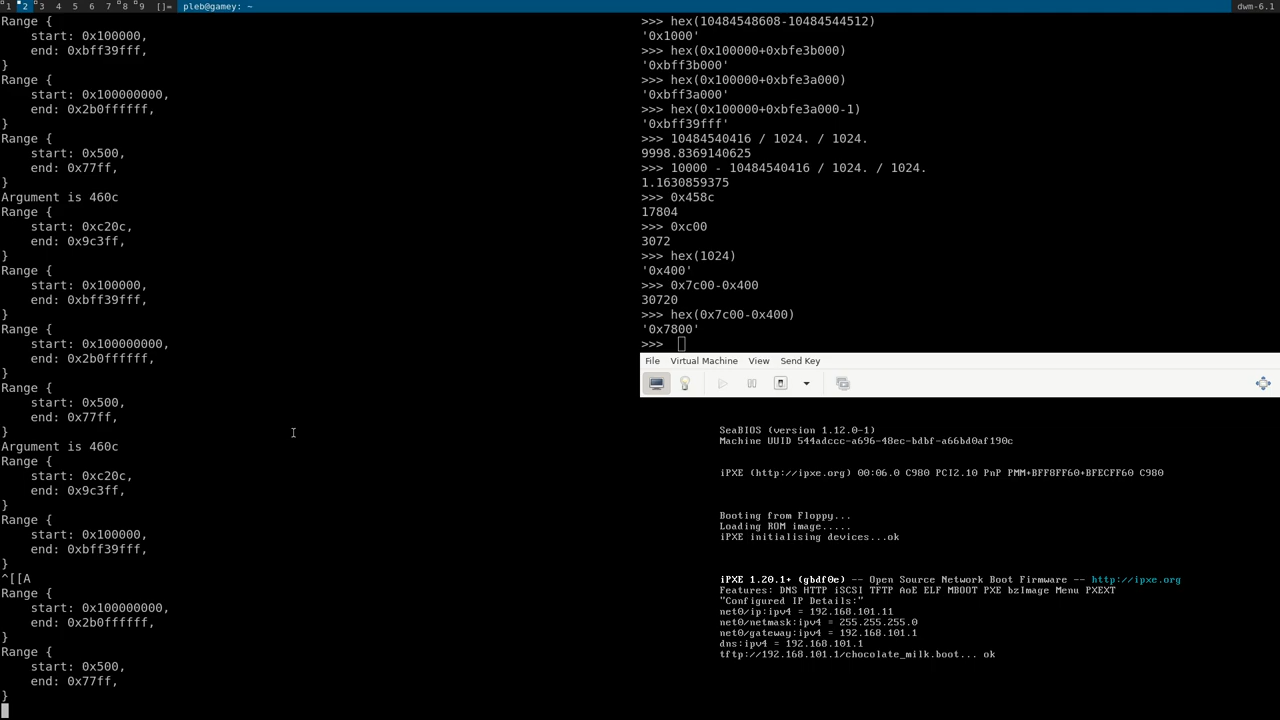 1 2 3 4 5 6 7 8 9 []= pleb@gamey: ~ dwm-6.1
Range {
    start: 0x100000,
    end: 0xbff39fff,
}
Range {
    start: 0x100000000,
    end: 0x2b0ffffff,
}
Range {
    start: 0x500,
    end: 0x77ff,
}
Argument is 460c
Range {
    start: 0xc20c,
    end: 0x9c3ff,
}
Range {
    start: 0x100000,
    end: 0xbff39fff,
}
Range {
    start: 0x100000000,
    end: 0x2b0ffffff,
}
Range {
    start: 0x500,
    end: 0x77ff,
}
Argument is 460c
Range {
    start: 0xc20c,
    end: 0x9c3ff,
}
Range {
    start: 0x100000,
    end: 0xbff39fff,
}
^[[A
Range {
    start: 0x100000000,
    end: 0x2b0ffffff,
}
Range {
    start: 0x500,
    end: 0x77ff,
}
>>> hex(10484548608-10484544512)
'0x1000'
>>> hex(0x100000+0xbfe3b000)
'0xbff3b000'
>>> hex(0x100000+0xbfe3a000)
'0xbff3a000'
>>> hex(0x100000+0xbfe3a000-1)
'0xbff39fff'
>>> 10484540416 / 1024. / 1024.
9998.8369140625
>>> 10000 - 10484540416 / 1024. / 1024.
1.1630859375
>>> 0x458c
17804
>>> 0xc00
3072
>>> hex(1024)
'0x400'
>>> 0x7c00-0x400
30720
>>> hex(0x7c00-0x400)
'0x7800'
>>>
File Virtual Machine View Send Key
SeaBIOS (version 1.12.0-1)
Machine UUID 544adccc-a696-48ec-bdbf-a66bd0af190c
iPXE (http://ipxe.org) 00:06.0 C980 PCI2.10 PnP PMM+BFF8FF60+BFECFF60 C980
Booting from Floppy...
Loading ROM image.....
iPXE initialising devices...ok
iPXE 1.20.1+ (gbdf0e) -- Open Source Network Boot Firmware -- http://ipxe.org
Features: DNS HTTP iSCSI TFTP AoE ELF MBOOT PXE bzImage Menu PXEXT
"Configured IP Details:"
net0/ip:ipv4 = 192.168.101.11
net0/netmask:ipv4 = 255.255.255.0
net0/gateway:ipv4 = 192.168.101.1
dns:ipv4 = 192.168.101.1
tftp://192.168.101.1/chocolate_milk.boot... ok